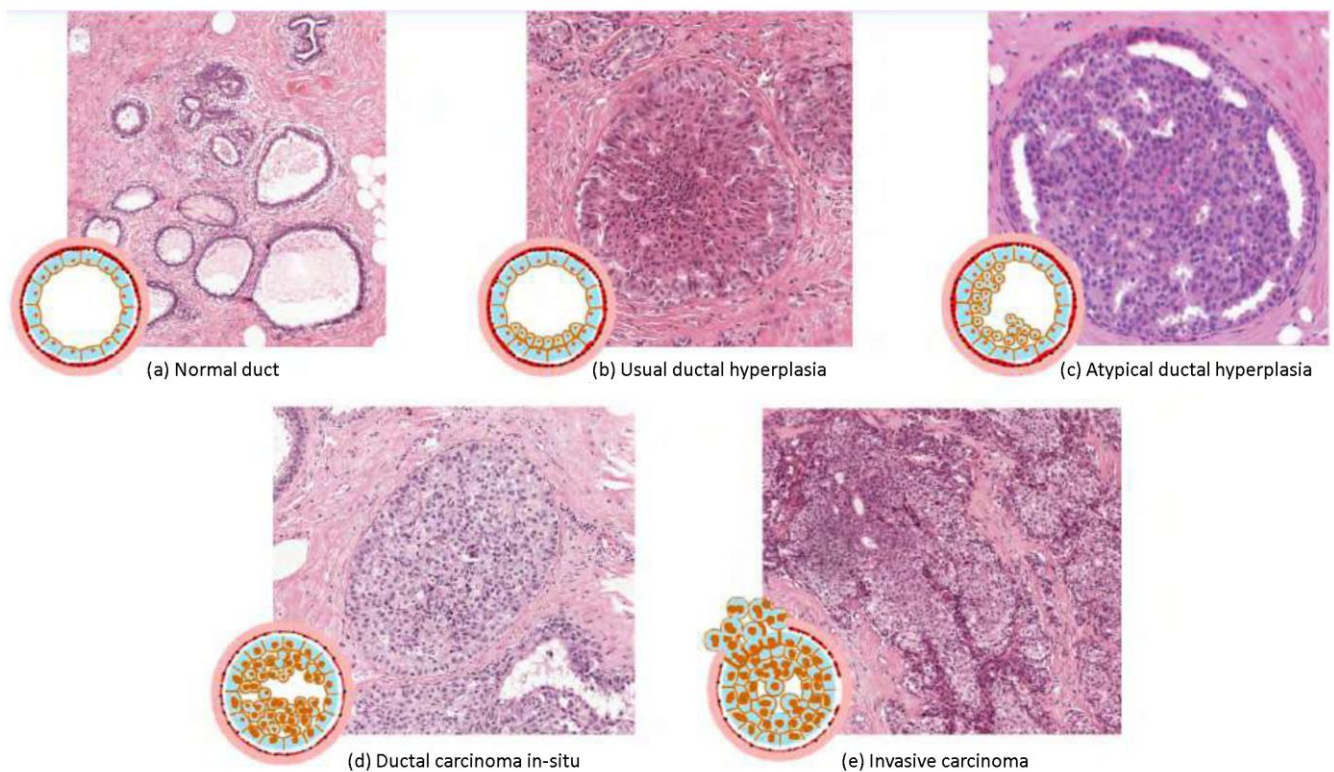 (a) Normal duct
(b) Usual ductal hyperplasia
(c) Atypical ductal hyperplasia
(d) Ductal carcinoma in-situ
(e) Invasive carcinoma